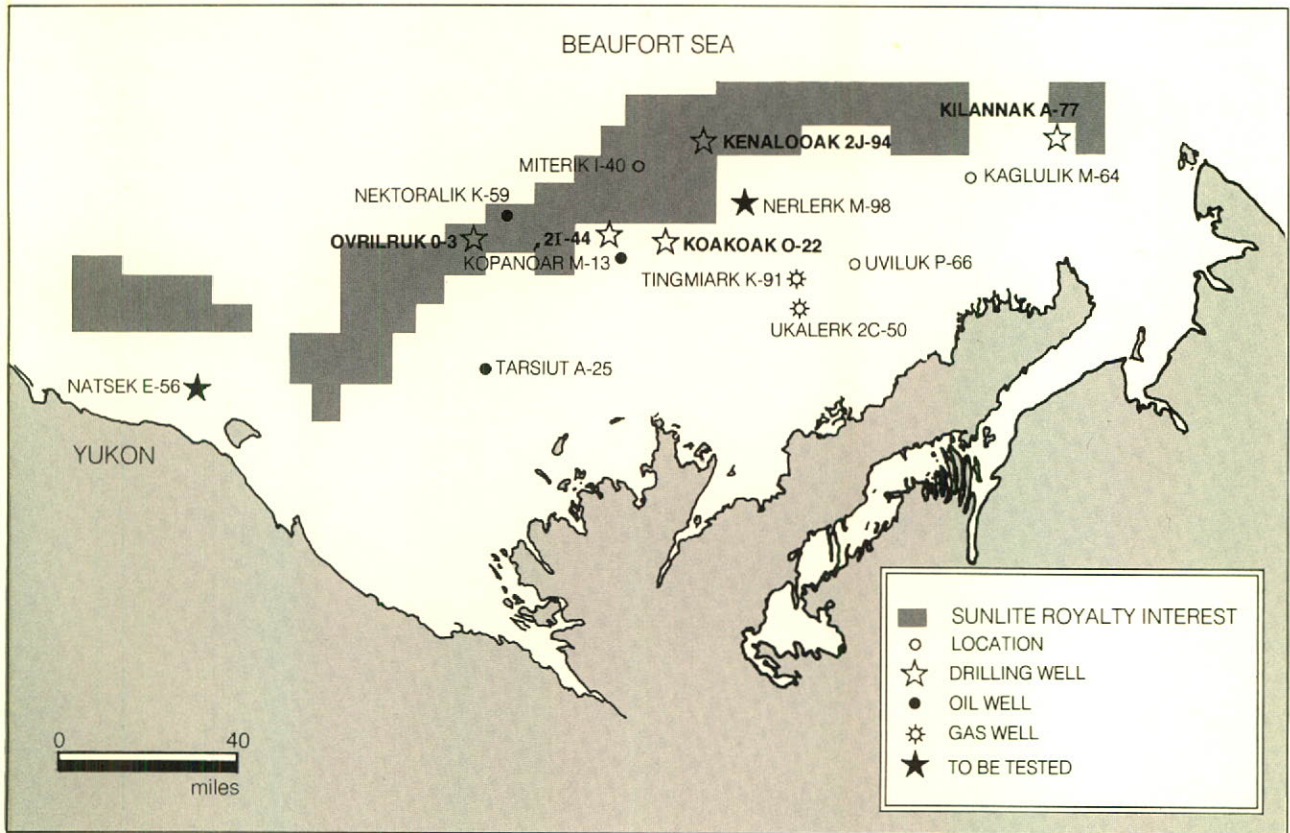 BEAUFORT SEA
KILANNAK A-77
KENALOOAK 2J-94
MITERIK I-40
KAGLULIK M-64
NEKTORALIK K-59
NERLERK M-98
OVRILRUK 0-3
2I-44
KOAKOAK O-22
KOPANOAR M-13
UVILUK P-66
TINGMIARK K-91
UKALERK 2C-50
TARSIUT A-25
NATSEK E-56
YUKON
SUNLITE ROYALTY INTEREST
LOCATION
DRILLING WELL
OIL WELL
GAS WELL
TO BE TESTED
0 40
miles